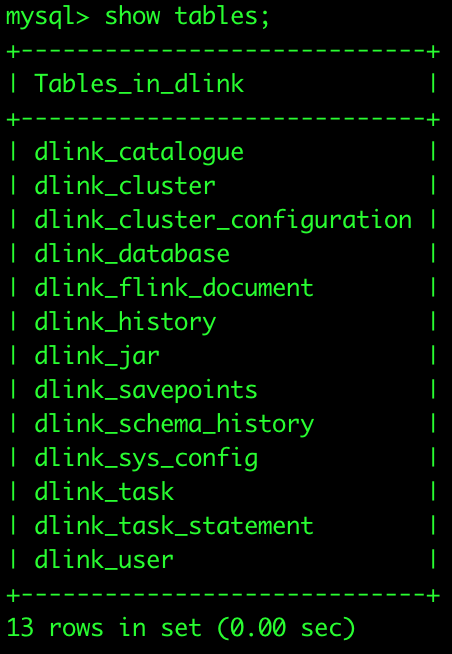 mysql> show tables;
+-----------------------------+
| Tables_in_dlink             |
+-----------------------------+
| dlink_catalogue             |
| dlink_cluster               |
| dlink_cluster_configuration |
| dlink_database              |
| dlink_flink_document        |
| dlink_history               |
| dlink_jar                   |
| dlink_savepoints            |
| dlink_schema_history        |
| dlink_sys_config            |
| dlink_task                  |
| dlink_task_statement        |
| dlink_user                  |
+-----------------------------+
13 rows in set (0.00 sec)